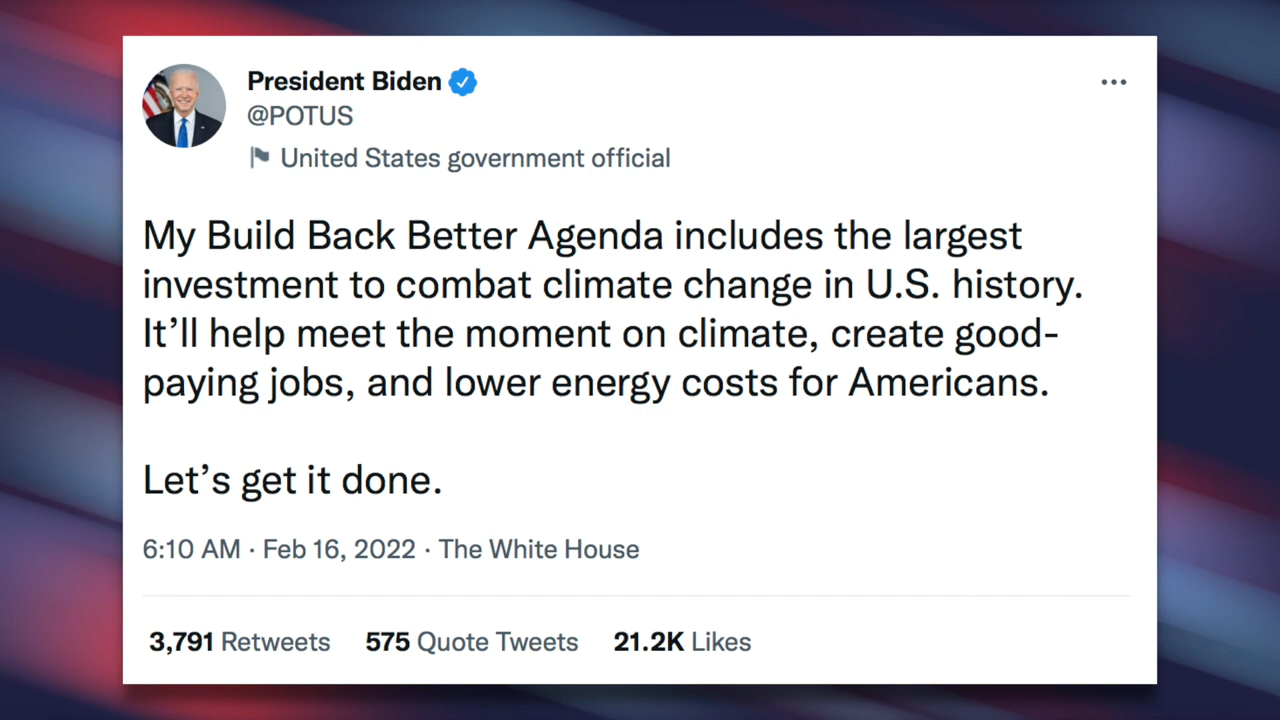 President Biden
@POTUS
United States government official
My Build Back Better Agenda includes the largest
investment to combat climate change in U.S. history.
It’ll help meet the moment on climate, create good-
paying jobs, and lower energy costs for Americans.
Let’s get it done.
6:10 AM · Feb 16, 2022 · The White House
3,791 Retweets 575 Quote Tweets 21.2K Likes